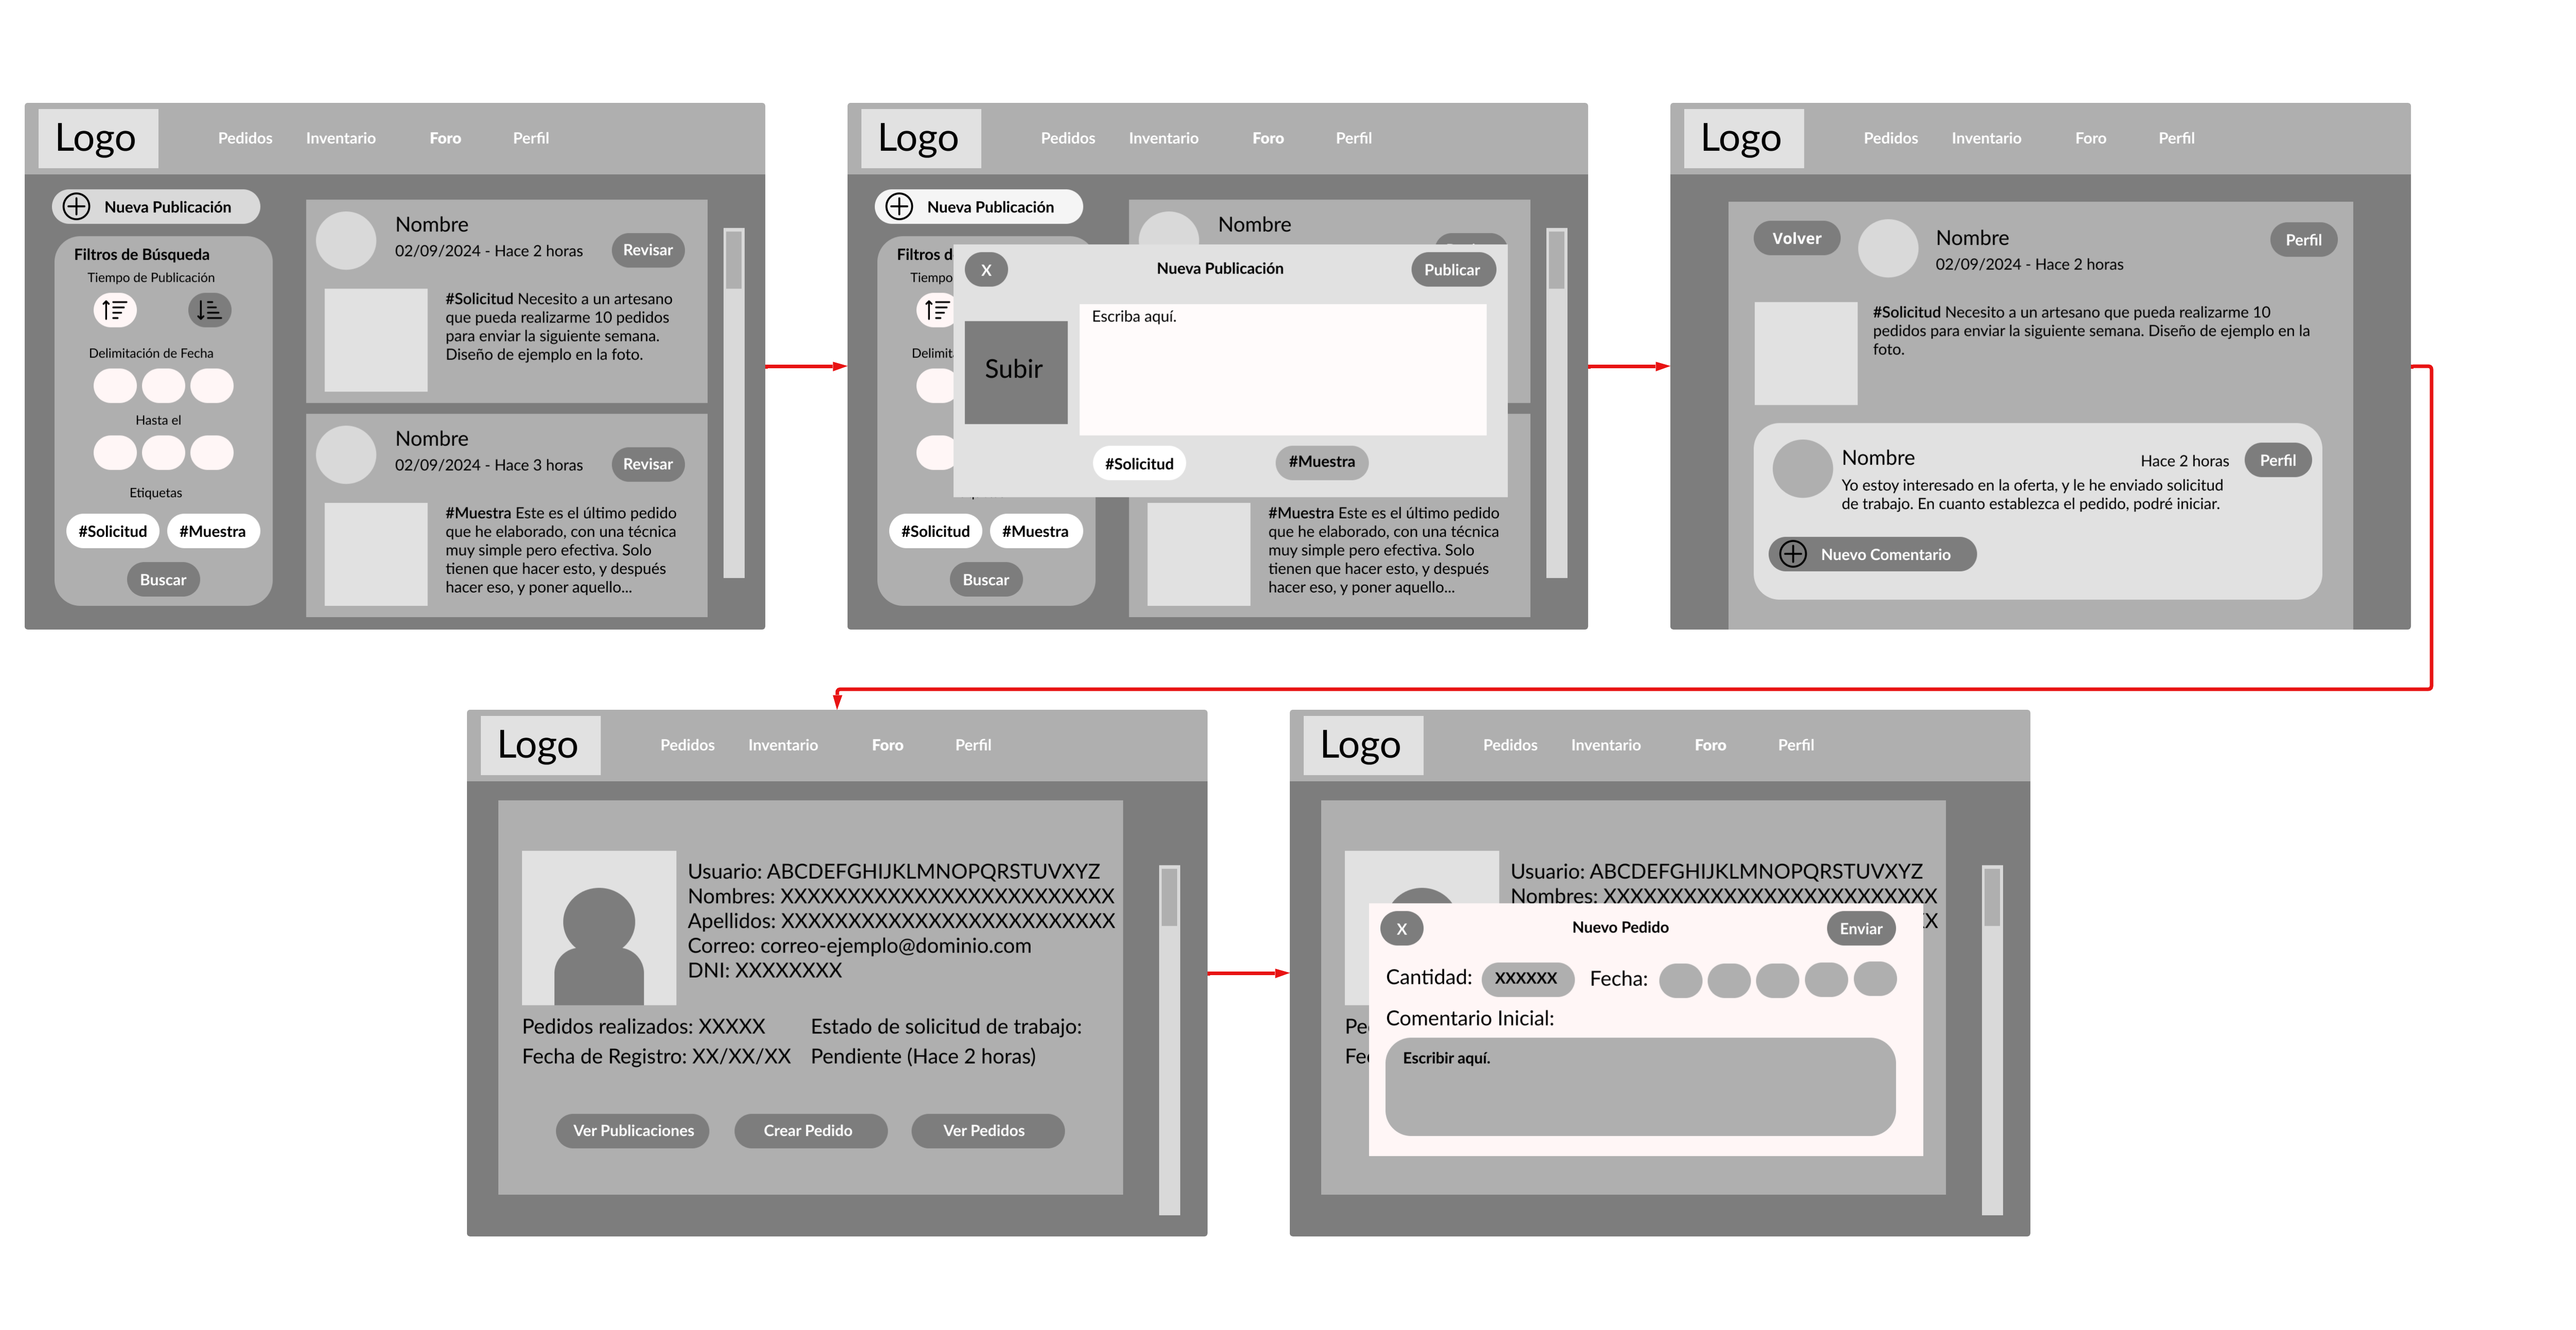 Logo
Pedidos Inventario Foro Perfil
Nueva Publicación
Filtros de Búsqueda
Tiempo de Publicación
Delimitación de Fecha
Hasta el
Etiquetas
#Solicitud #Muestra
Buscar
Nombre
02/09/2024 - Hace 2 horas
Revisar
#Solicitud Necesito a un artesano
que pueda realizarme 10 pedidos
para enviar la siguiente semana.
Diseño de ejemplo en la foto.
Nombre
02/09/2024 - Hace 3 horas
Revisar
#Muestra Este es el último pedido
que he elaborado, con una técnica
muy simple pero efectiva. Solo
tienen que hacer esto, y después
hacer eso, y poner aquello...
Logo
Pedidos Inventario Foro Perfil
Nueva Publicación
Filtros d
Tiempo
Delimit
#Solicitud #Muestra
Buscar
Nombre
X
Nueva Publicación
Publicar
Subir
Escriba aquí.
#Solicitud #Muestra
#Muestra Este es el último pedido
que he elaborado, con una técnica
muy simple pero efectiva. Solo
tienen que hacer esto, y después
hacer eso, y poner aquello...
Logo
Pedidos Inventario Foro Perfil
Volver
Nombre
02/09/2024 - Hace 2 horas
Perfil
#Solicitud Necesito a un artesano que pueda realizarme 10
pedidos para enviar la siguiente semana. Diseño de ejemplo en la
foto.
Nombre
Hace 2 horas
Perfil
Yo estoy interesado en la oferta, y le he enviado solicitud
de trabajo. En cuanto establezca el pedido, podré iniciar.
Nuevo Comentario
Logo
Pedidos Inventario Foro Perfil
Usuario: ABCDEFGHIJKLMNOPQRSTUVXYZ
Nombres: XXXXXXXXXXXXXXXXXXXXXXXXX
Apellidos: XXXXXXXXXXXXXXXXXXXXXXXXX
Correo: correo-ejemplo@dominio.com
DNI: XXXXXXXX
Pedidos realizados: XXXXX
Fecha de Registro: XX/XX/XX
Estado de solicitud de trabajo:
Pendiente (Hace 2 horas)
Ver Publicaciones
Crear Pedido
Ver Pedidos
Logo
Pedidos Inventario Foro Perfil
Usuario: ABCDEFGHIJKLMNOPQRSTUVXYZ
Nombres: XXXXXXXXXXXXXXXXXXXXXXXXX
X
Pe
Fe
X
Nuevo Pedido
Enviar
Cantidad: XXXXXX Fecha:
Comentario Inicial:
Escribir aquí.